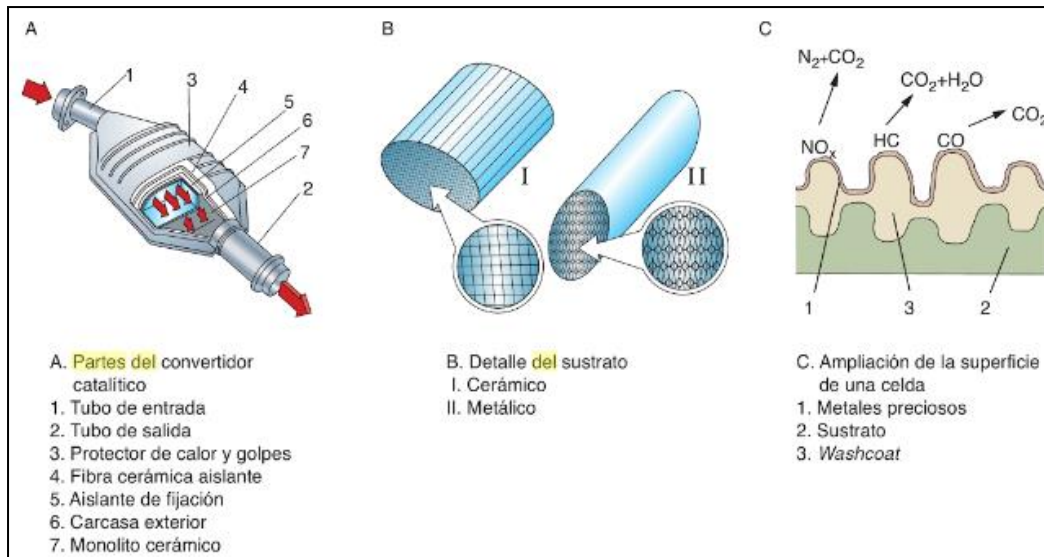 A
B
C
1
3
4
5
6
7
2
I
II
N₂+CO₂
CO₂+H₂O
CO₂
NOₓ
HC
CO
1
3
2
A. Partes del convertidor
catalítico
1. Tubo de entrada
2. Tubo de salida
3. Protector de calor y golpes
4. Fibra cerámica aislante
5. Aislante de fijación
6. Carcasa exterior
7. Monolito cerámico
B. Detalle del sustrato
I. Cerámico
II. Metálico
C. Ampliación de la superficie
de una celda
1. Metales preciosos
2. Sustrato
3. Washcoat